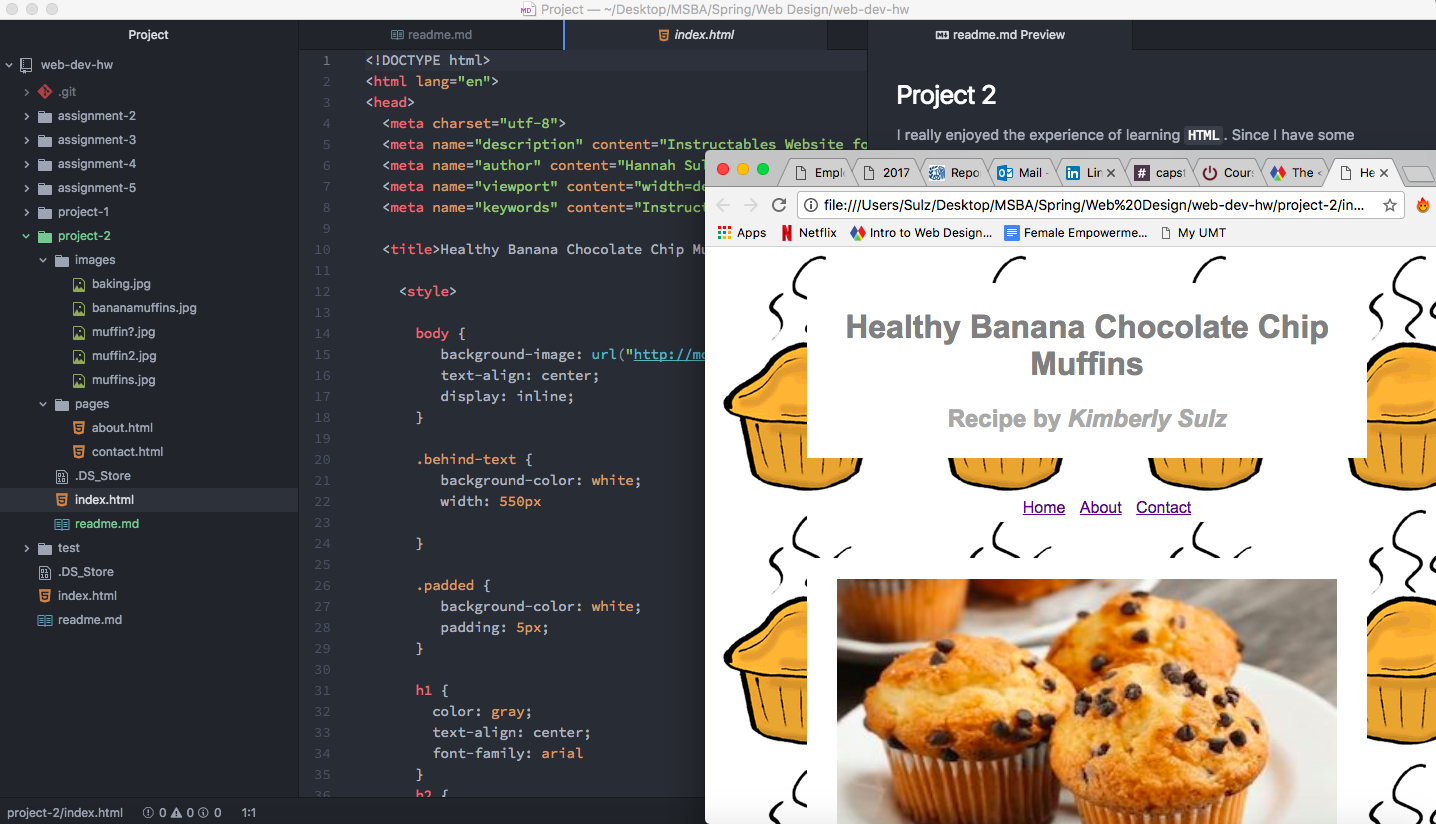 Project — ~/Desktop/MSBA/Spring/Web Design/web-dev-hw
Project
web-dev-hw
.git
assignment-2
assignment-3
assignment-4
assignment-5
project-1
project-2
images
baking.jpg
bananamuffins.jpg
muffin?.jpg
muffin2.jpg
muffins.jpg
pages
about.html
contact.html
.DS_Store
index.html
readme.md
test
.DS_Store
index.html
readme.md
readme.md
index.html
1 <!DOCTYPE html>
2 <html lang="en">
3 <head>
4 <meta charset="utf-8">
5 <meta name="description" content="Instructables Website fo
6 <meta name="author" content="Hannah Sul
7 <meta name="viewport" content="width=de
8 <meta name="keywords" content="Instruct
9
10 <title>Healthy Banana Chocolate Chip Mu
11
12 <style>
13
14 body {
15 background-image: url("http://mo
16 text-align: center;
17 display: inline;
18 }
19
20 .behind-text {
21 background-color: white;
22 width: 550px
23
24 }
25
26 .padded {
27 background-color: white;
28 padding: 5px;
29 }
30
31 h1 {
32 color: gray;
33 text-align: center;
34 font-family: arial
35 }
36 h2 {
readme.md Preview
Project 2
I really enjoyed the experience of learning HTML. Since I have some
Empl
2017
Repo
Mail -
Lin
caps
Cours
The
He
file:///Users/Sulz/Desktop/MSBA/Spring/Web%20Design/web-dev-hw/project-2/in...
Apps Netflix Intro to Web Design... Female Empowerme... My UMT
Healthy Banana Chocolate Chip
Muffins
Recipe by Kimberly Sulz
Home About Contact
project-2/index.html 0 0 0 1:1